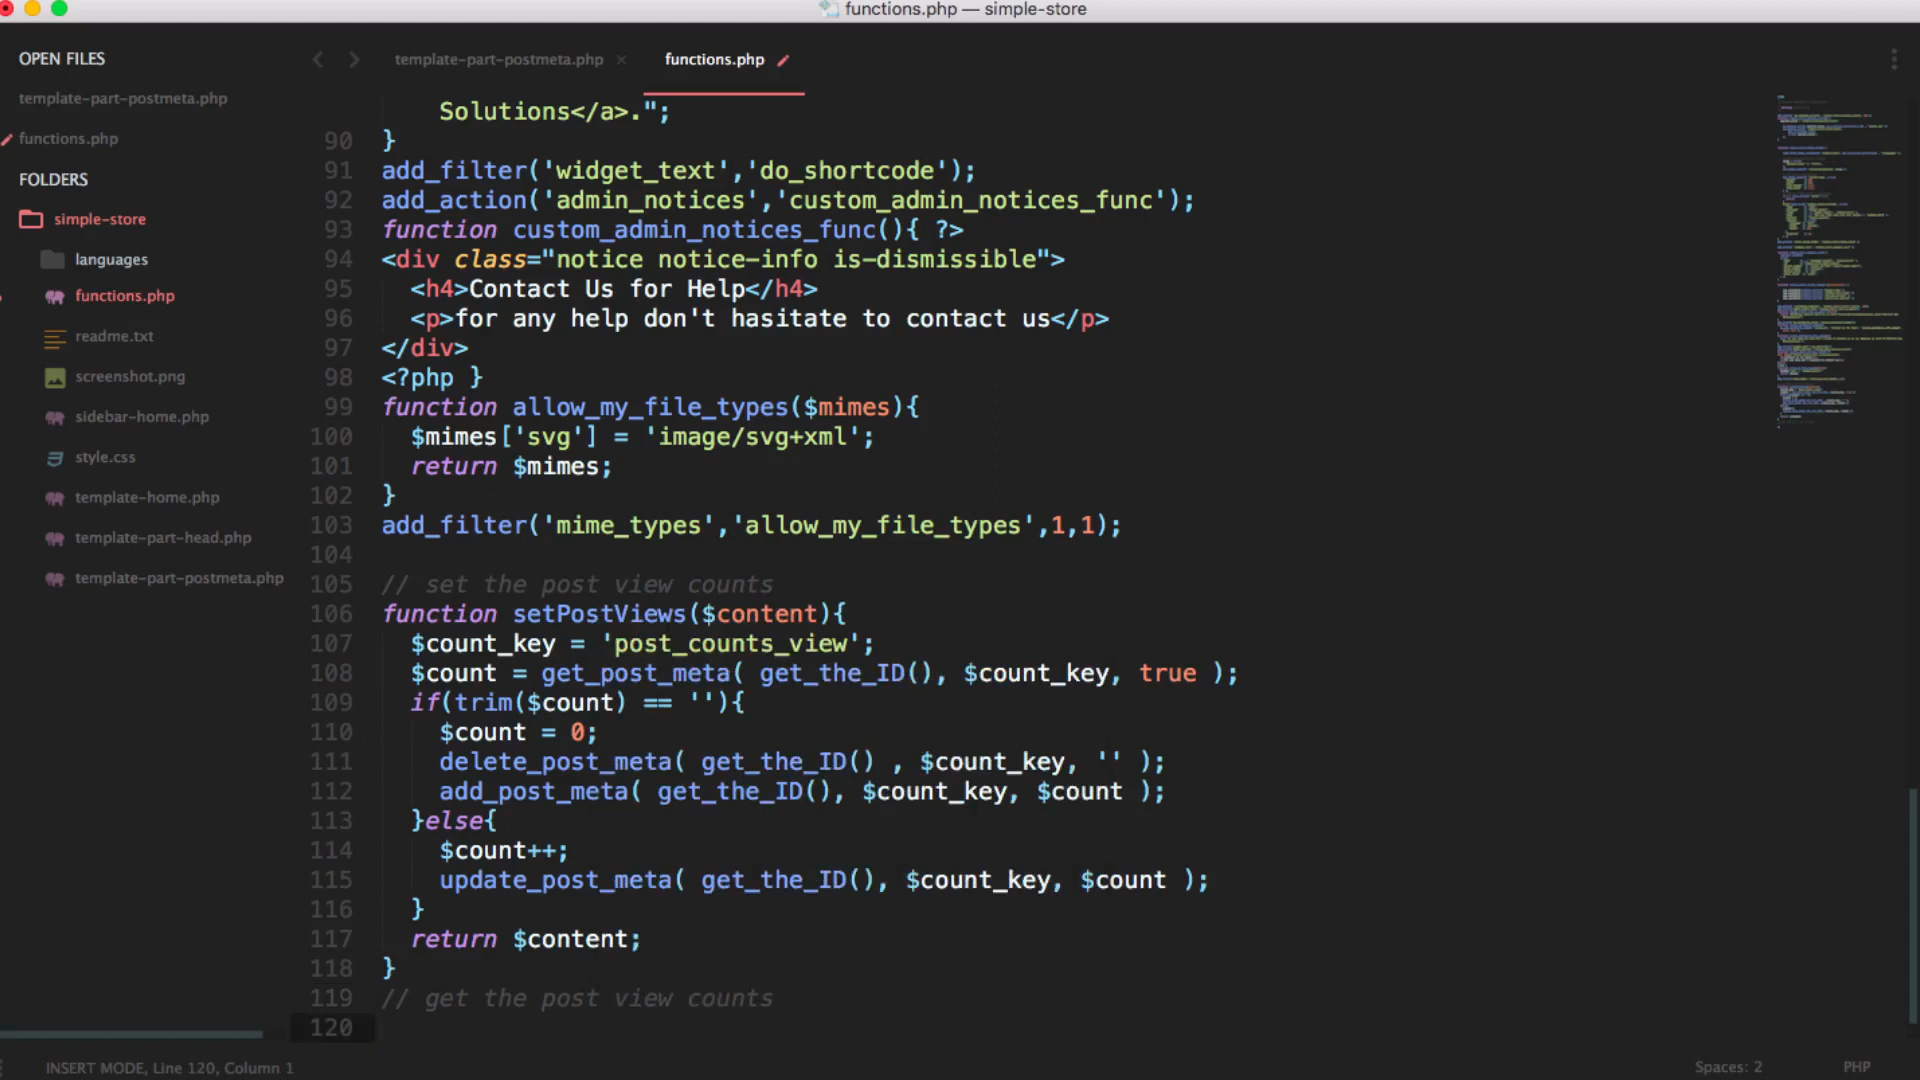 functions.php — simple-store
OPEN FILES
template-part-postmeta.php
functions.php
FOLDERS
simple-store
languages
functions.php
readme.txt
screenshot.png
sidebar-home.php
style.css
template-home.php
template-part-head.php
template-part-postmeta.php
template-part-postmeta.php ×
functions.php
Solutions</a>.";
90 }
91 add_filter('widget_text','do_shortcode');
92 add_action('admin_notices','custom_admin_notices_func');
93 function custom_admin_notices_func(){ ?>
94 <div class="notice notice-info is-dismissible">
95   <h4>Contact Us for Help</h4>
96   <p>for any help don't hasitate to contact us</p>
97 </div>
98 <?php }
99 function allow_my_file_types($mimes){
100   $mimes['svg'] = 'image/svg+xml';
101   return $mimes;
102 }
103 add_filter('mime_types','allow_my_file_types',1,1);
104
105 // set the post view counts
106 function setPostViews($content){
107   $count_key = 'post_counts_view';
108   $count = get_post_meta( get_the_ID(), $count_key, true );
109   if(trim($count) == ''){
110     $count = 0;
111     delete_post_meta( get_the_ID() , $count_key, '' );
112     add_post_meta( get_the_ID(), $count_key, $count );
113   }else{
114     $count++;
115     update_post_meta( get_the_ID(), $count_key, $count );
116   }
117   return $content;
118 }
119 // get the post view counts
120
INSERT MODE, Line 120, Column 1
Spaces: 2
PHP